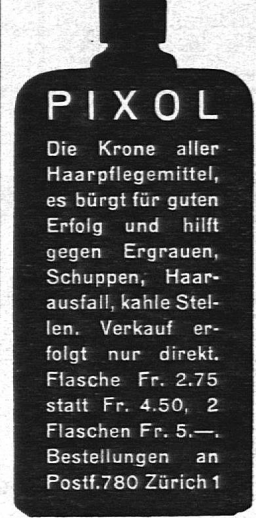 PIXOL
Die Krone aller
Haarpflegemittel,
es bürgt für guten
Erfolg und hilft
gegen Ergrauen,
Schuppen, Haar-
ausfall, kahle Stel-
len. Verkauf er-
folgt nur direkt.
Flasche Fr. 2.75
statt Fr. 4.50, 2
Flaschen Fr. 5.—.
Bestellungen an
Postf.780 Zürich 1